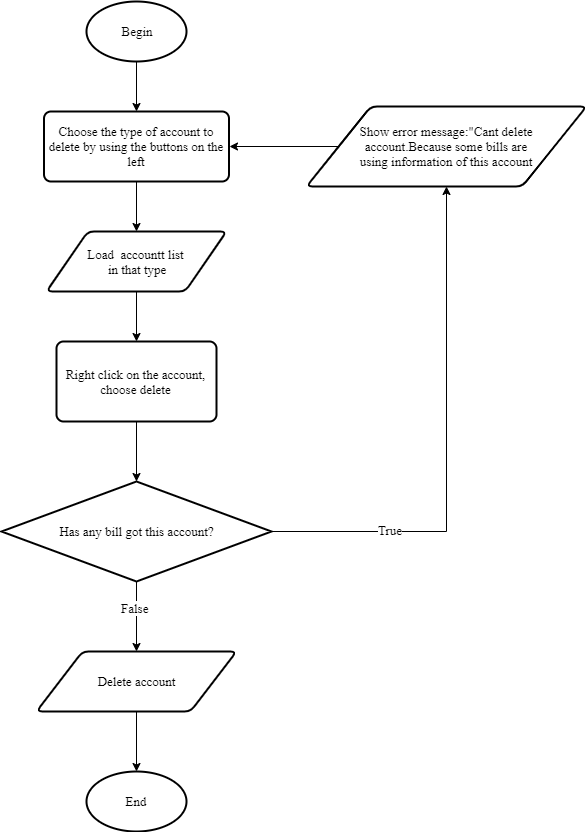 Begin
Choose the type of account to
delete by using the buttons on the
left
Show error message:"Cant delete
account.Because some bills are
using information of this account
Load accountt list
in that type
Right click on the account,
choose delete
Has any bill got this account?
True
False
Delete account
End